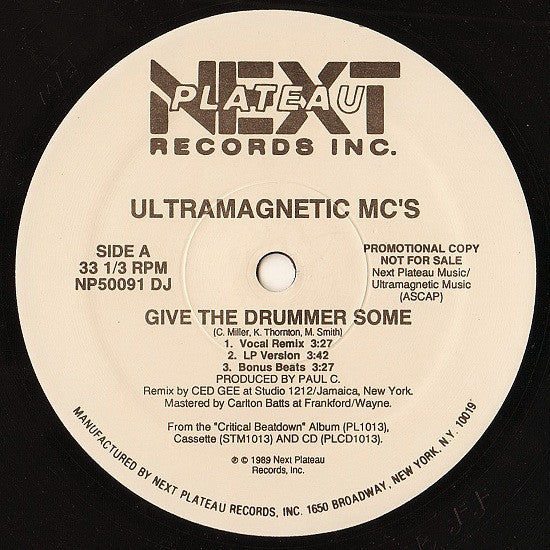 NEXT
PLATEAU
RECORDS INC.
ULTRAMAGNETIC MC'S
SIDE A
33 1/3 RPM
NP50091 DJ
PROMOTIONAL COPY
NOT FOR SALE
Next Plateau Music/
Ultramagnetic Music
(ASCAP)
GIVE THE DRUMMER SOME
(C. Miller, K. Thornton, M. Smith)
1. Vocal Remix 3:27
2. LP Version 3:42
3. Bonus Beats 3:27
PRODUCED BY PAUL C.
Remix by CED GEE at Studio 1212/Jamaica, New York.
Mastered by Carlton Batts at Frankford/Wayne.
From the "Critical Beatdown" Album (PL1013),
Cassette (STM1013) AND CD (PLCD1013).
℗ © 1989 Next Plateau
Records, Inc.
MANUFACTURED BY NEXT PLATEAU RECORDS, INC. 1650 BROADWAY, NEW YORK, N.Y. 10019